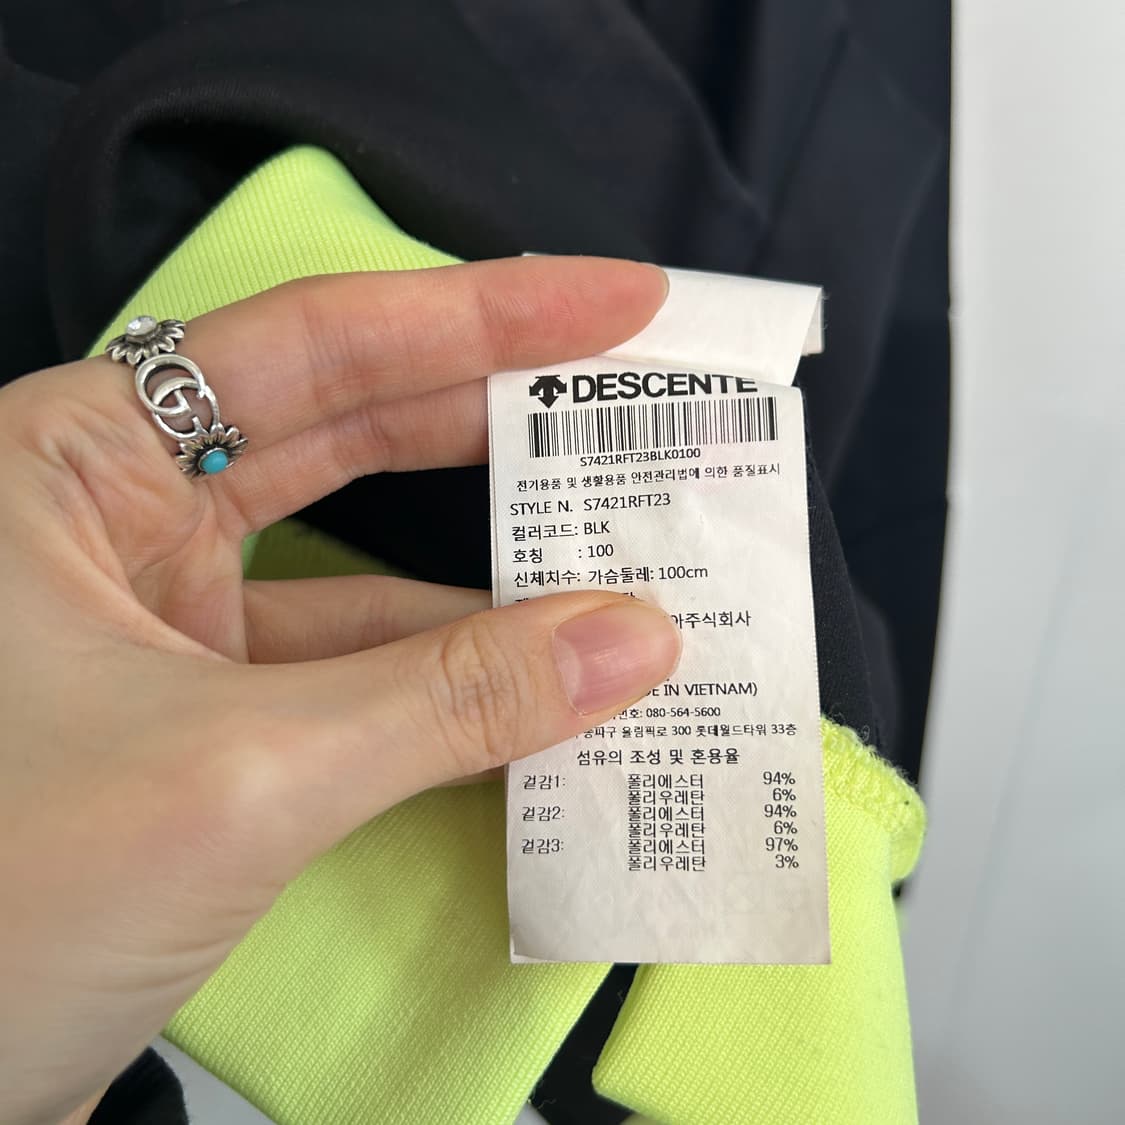 DESCENTE
S7421RFT23BLK0100
전기용품 및 생활용품 안전관리법에 의한 품질표시
STYLE N. S7421RFT23
컬러코드: BLK
호칭 : 100
신체치수: 가슴둘레: 100cm
아주식회사
IN VIETNAM)
번호: 080-564-5600
송파구 올림픽로 300 롯데월드타워 33층
섬유의 조성 및 혼용율
겉감1: 폴리에스터 94%
폴리우레탄 6%
겉감2: 폴리에스터 94%
폴리우레탄 6%
겉감3: 폴리에스터 97%
폴리우레탄 3%